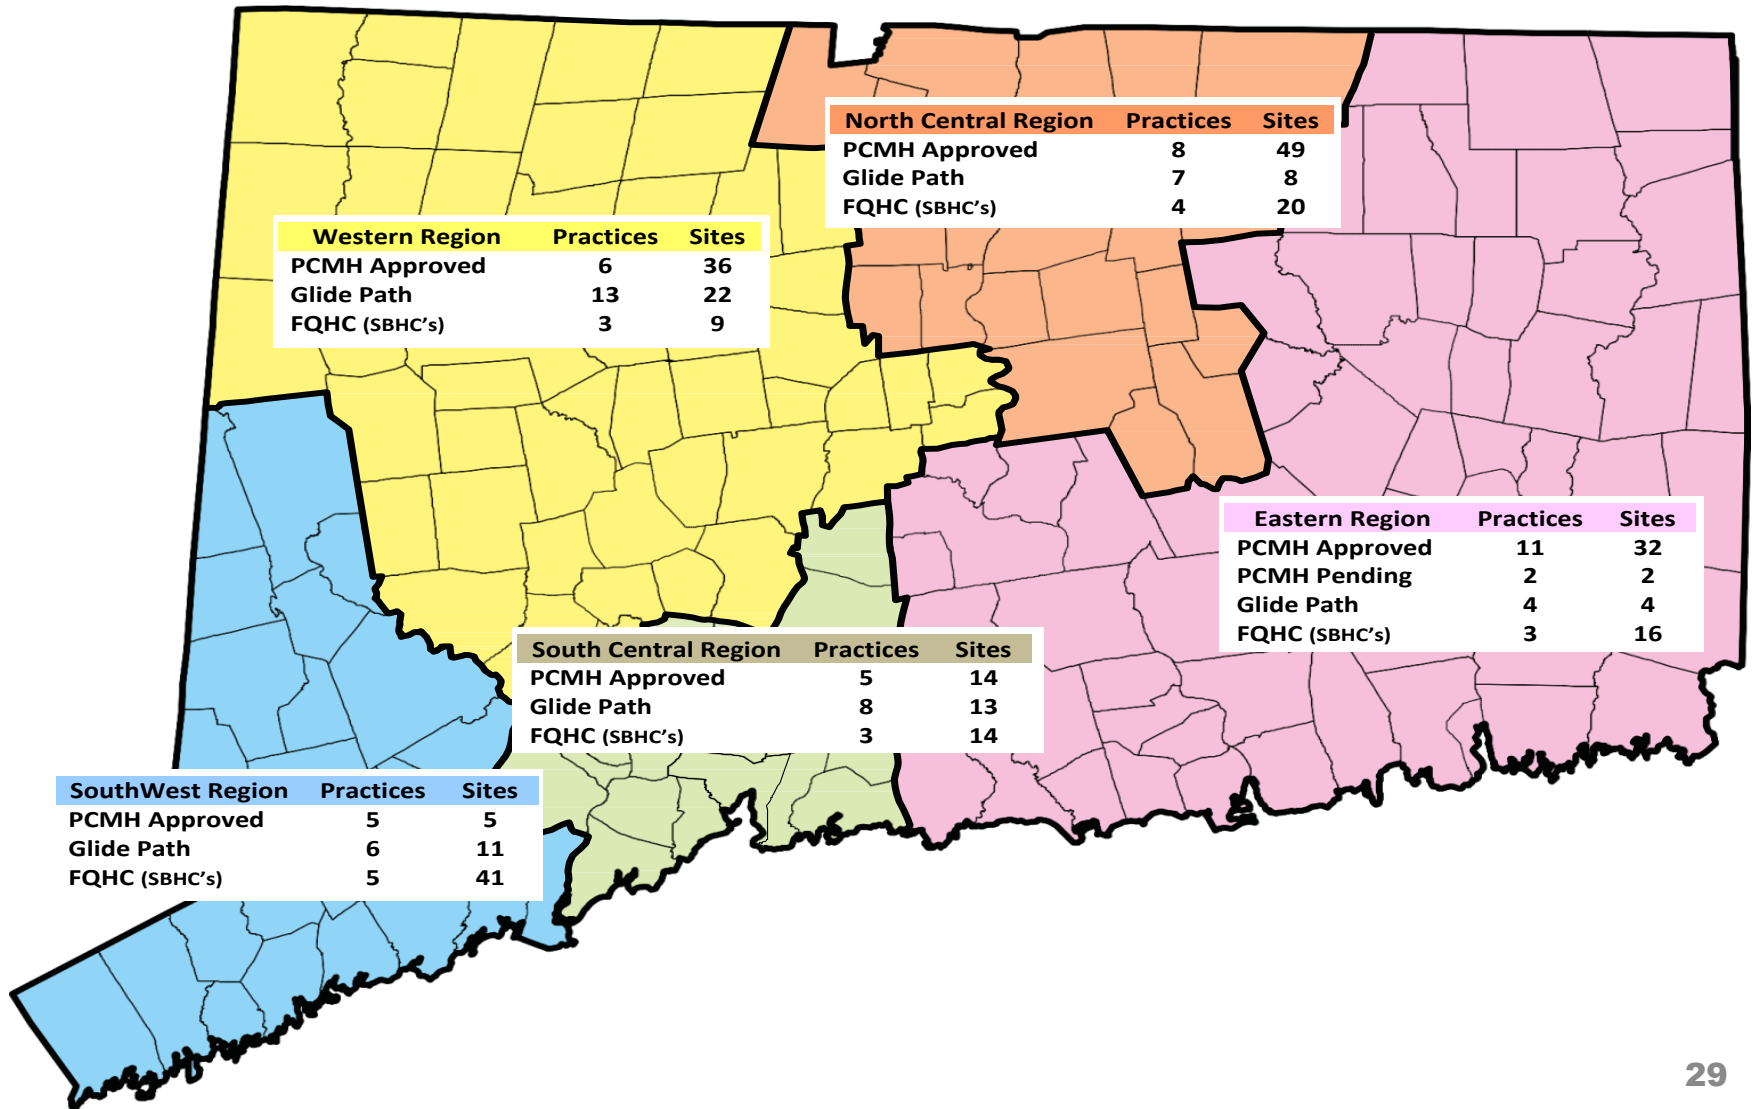 North Central Region Practices Sites
PCMH Approved 8 49
Glide Path 7 8
FQHC (SBHC's) 4 20
Western Region Practices Sites
PCMH Approved 6 36
Glide Path 13 22
FQHC (SBHC's) 3 9
Eastern Region Practices Sites
PCMH Approved 11 32
PCMH Pending 2 2
Glide Path 4 4
FQHC (SBHC's) 3 16
South Central Region Practices Sites
PCMH Approved 5 14
Glide Path 8 13
FQHC (SBHC's) 3 14
SouthWest Region Practices Sites
PCMH Approved 5 5
Glide Path 6 11
FQHC (SBHC's) 5 41
29